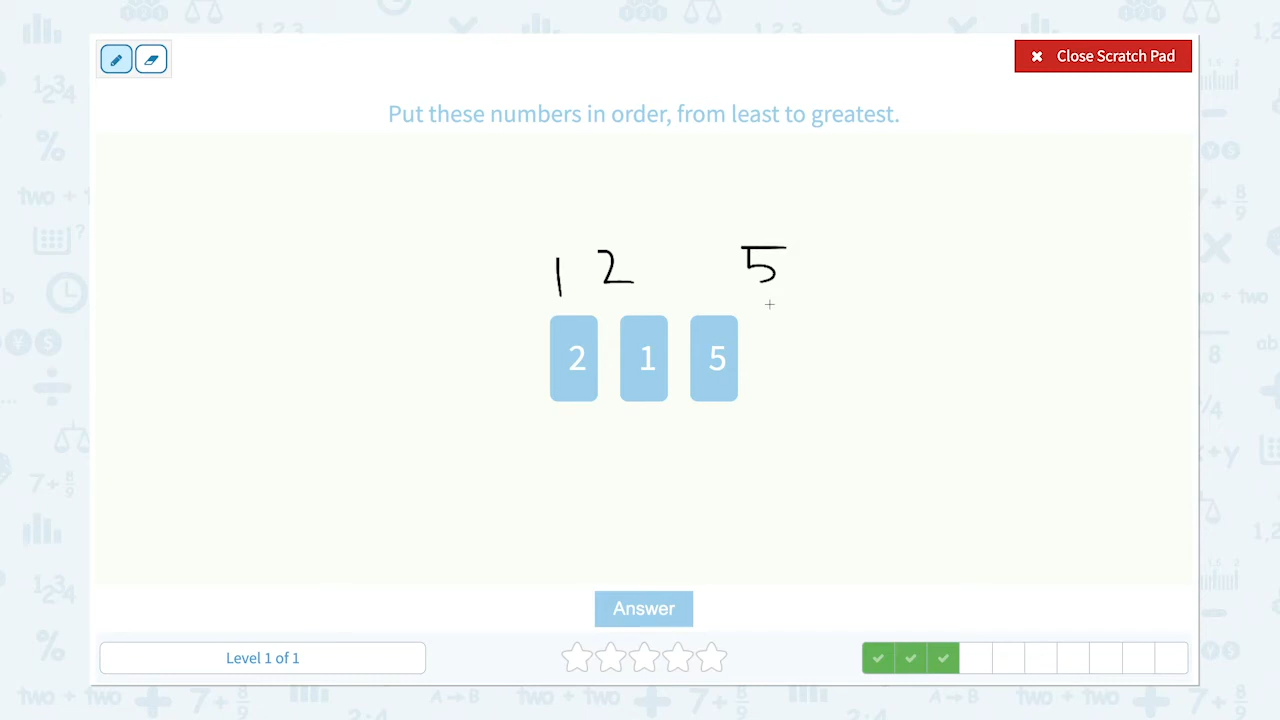 Close Scratch Pad
Put these numbers in order, from least to greatest.
1 2 5
2 1 5
Answer
Level 1 of 1